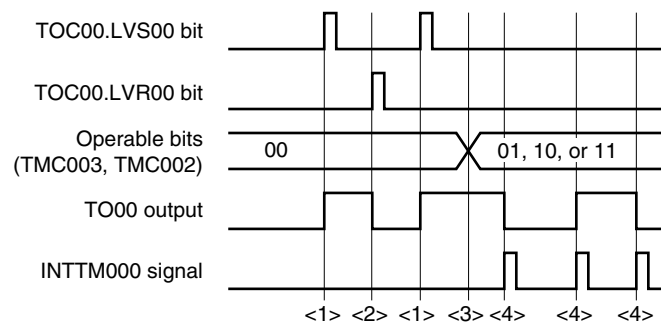 TOC00.LVS00 bit
TOC00.LVR00 bit
Operable bits
(TMC003, TMC002)
00
01, 10, or 11
TO00 output
INTTM000 signal
<1> <2> <1> <3> <4> <4> <4>